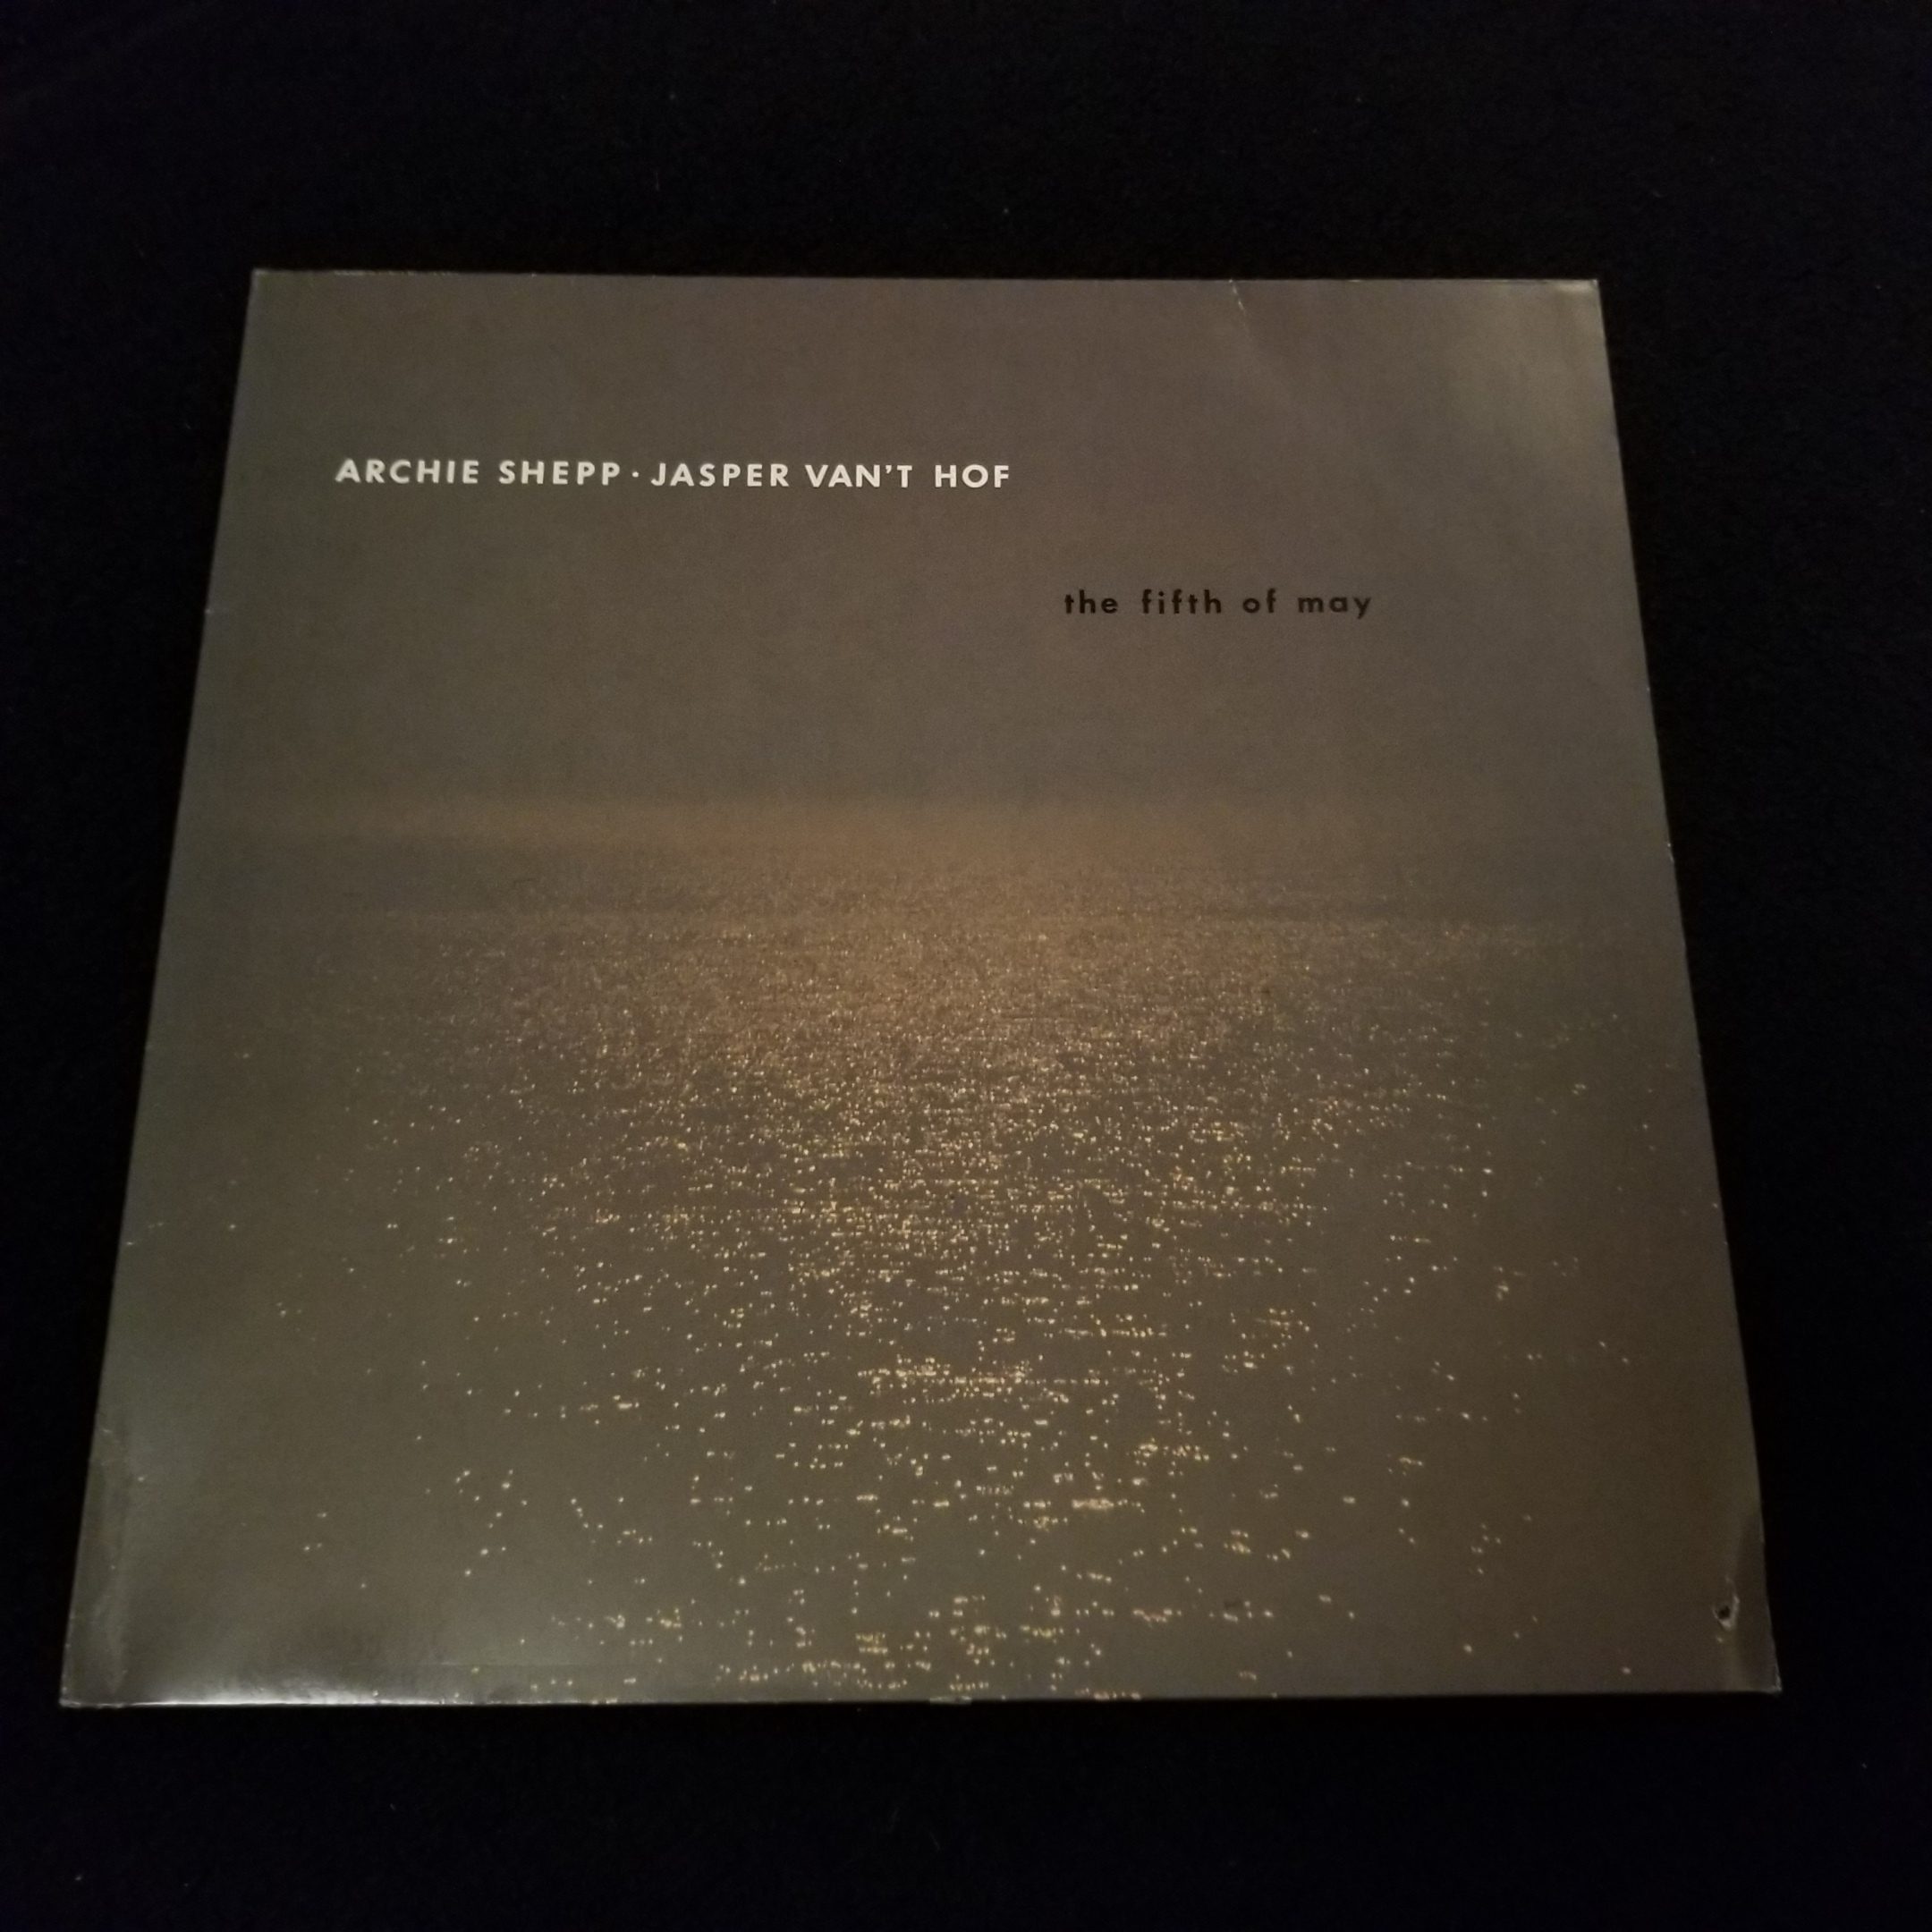 ARCHIE SHEPP · JASPER VAN'T HOF
the fifth of may